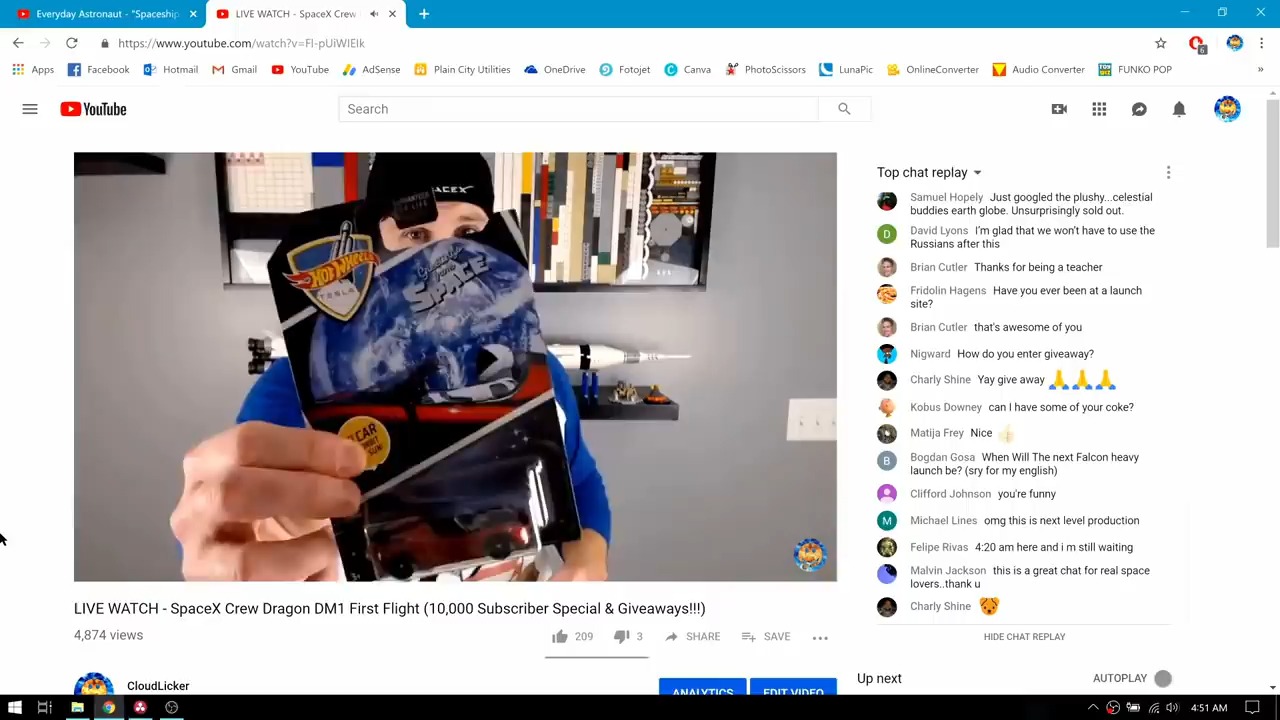 Everyday Astronaut - "Spaceship
LIVE WATCH - SpaceX Crew
https://www.youtube.com/watch?v=FI-pUiWIEIk
6
Apps
Facebook
Hotmail
Gmail
YouTube
AdSense
Plain City Utilities
OneDrive
Fotojet
Canva
PhotoScissors
LunaPic
OnlineConverter
Audio Converter
FUNKO POP
»
YouTube
Search
SPACEX
HOT WHEELS
TESLA
Greetings from
SPACE
CAR
Top chat replay
Samuel Hopely Just googled the plushy...celestial
buddies earth globe. Unsurprisingly sold out.
D David Lyons I'm glad that we won't have to use the
Russians after this
Brian Cutler Thanks for being a teacher
Fridolin Hagens Have you ever been at a launch
site?
Brian Cutler that's awesome of you
Nigward How do you enter giveaway?
Charly Shine Yay give away 🙏🙏🙏
Kobus Downey can I have some of your coke?
Matija Frey Nice 👍
B Bogdan Gosa When Will The next Falcon heavy
launch be? (sry for my english)
Clifford Johnson you're funny
M Michael Lines omg this is next level production
Felipe Rivas 4:20 am here and i m still waiting
Malvin Jackson this is a great chat for real space
lovers..thank u
Charly Shine 🐻
HIDE CHAT REPLAY
LIVE WATCH - SpaceX Crew Dragon DM1 First Flight (10,000 Subscriber Special & Giveaways!!!)
4,874 views
209
3
SHARE
SAVE
Up next
AUTOPLAY
CloudLicker
ANALYTICS
EDIT VIDEO
4:51 AM